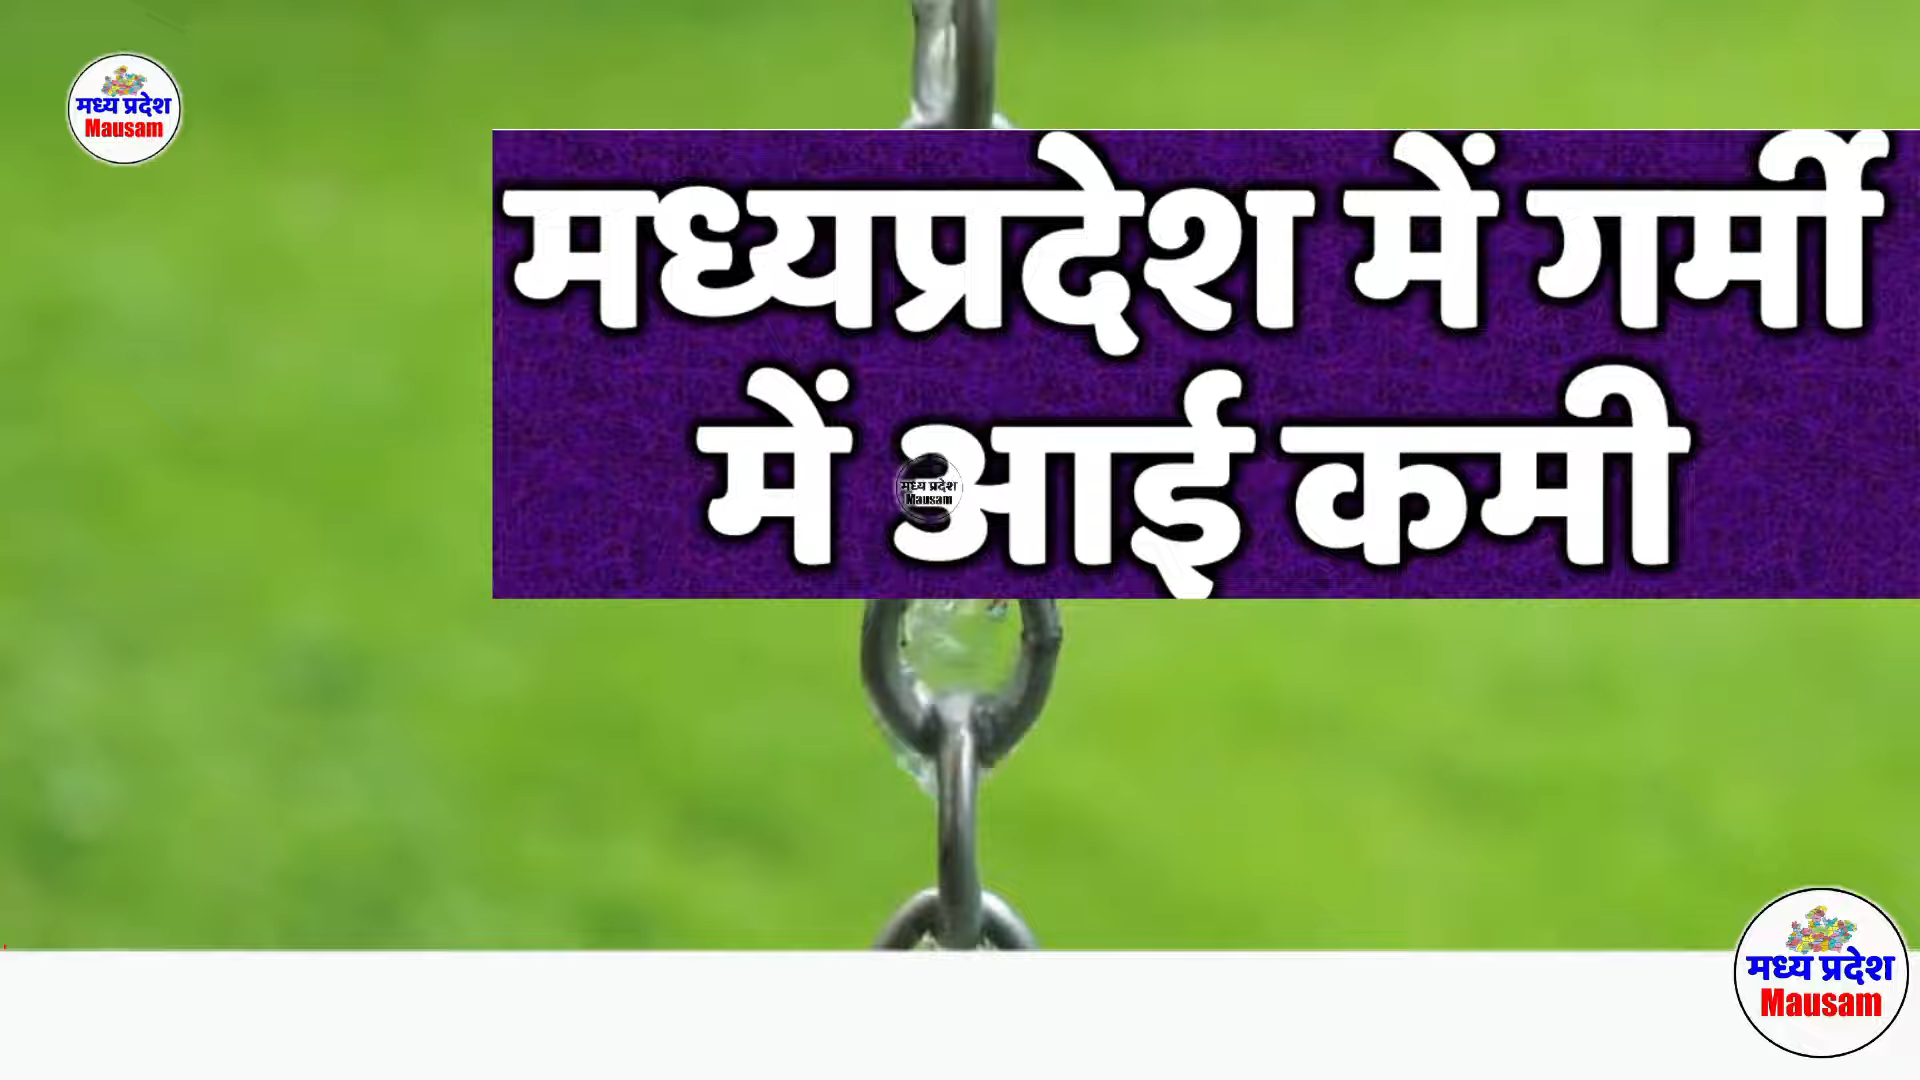 मध्य प्रदेश
Mausam
मध्यप्रदेश में गर्मी
में आई कमी
मध्य प्रदेश
Mausam
मध्य प्रदेश
Mausam